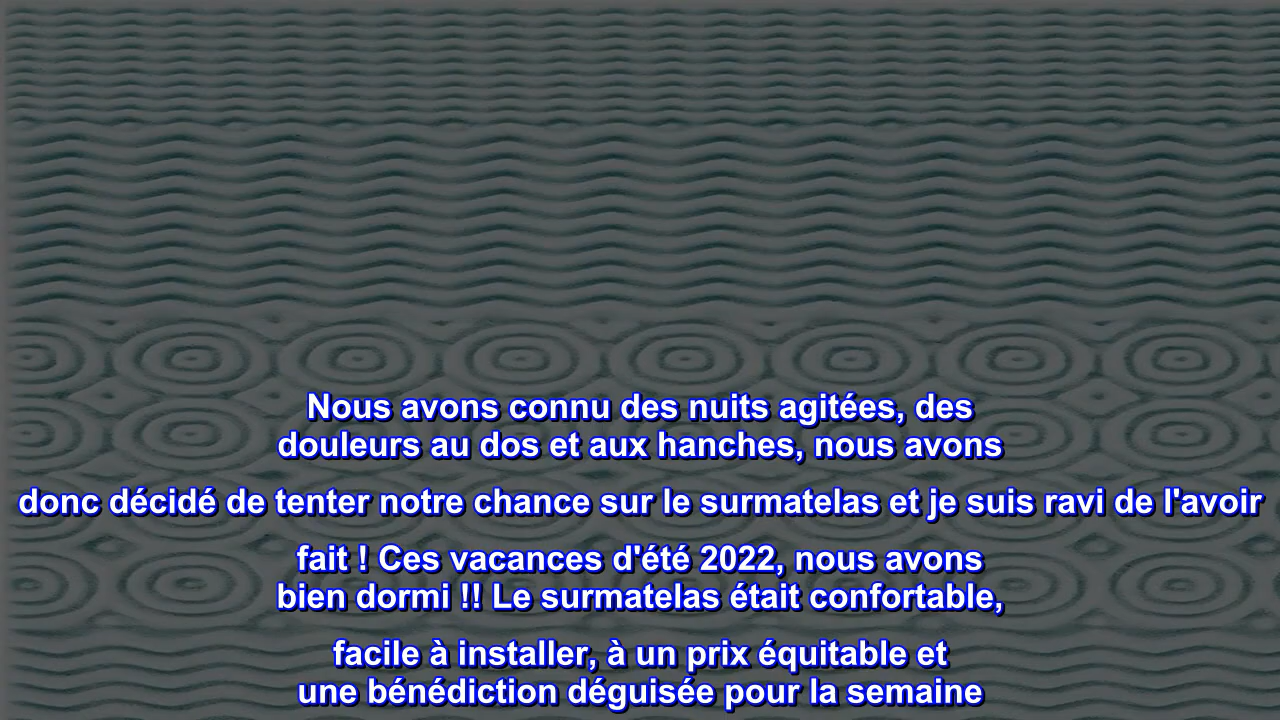 Nous avons connu des nuits agitées, des
douleurs au dos et aux hanches, nous avons
donc décidé de tenter notre chance sur le surmatelas et je suis ravi de l'avoir
fait ! Ces vacances d'été 2022, nous avons
bien dormi !! Le surmatelas était confortable,
facile à installer, à un prix équitable et
une bénédiction déguisée pour la semaine